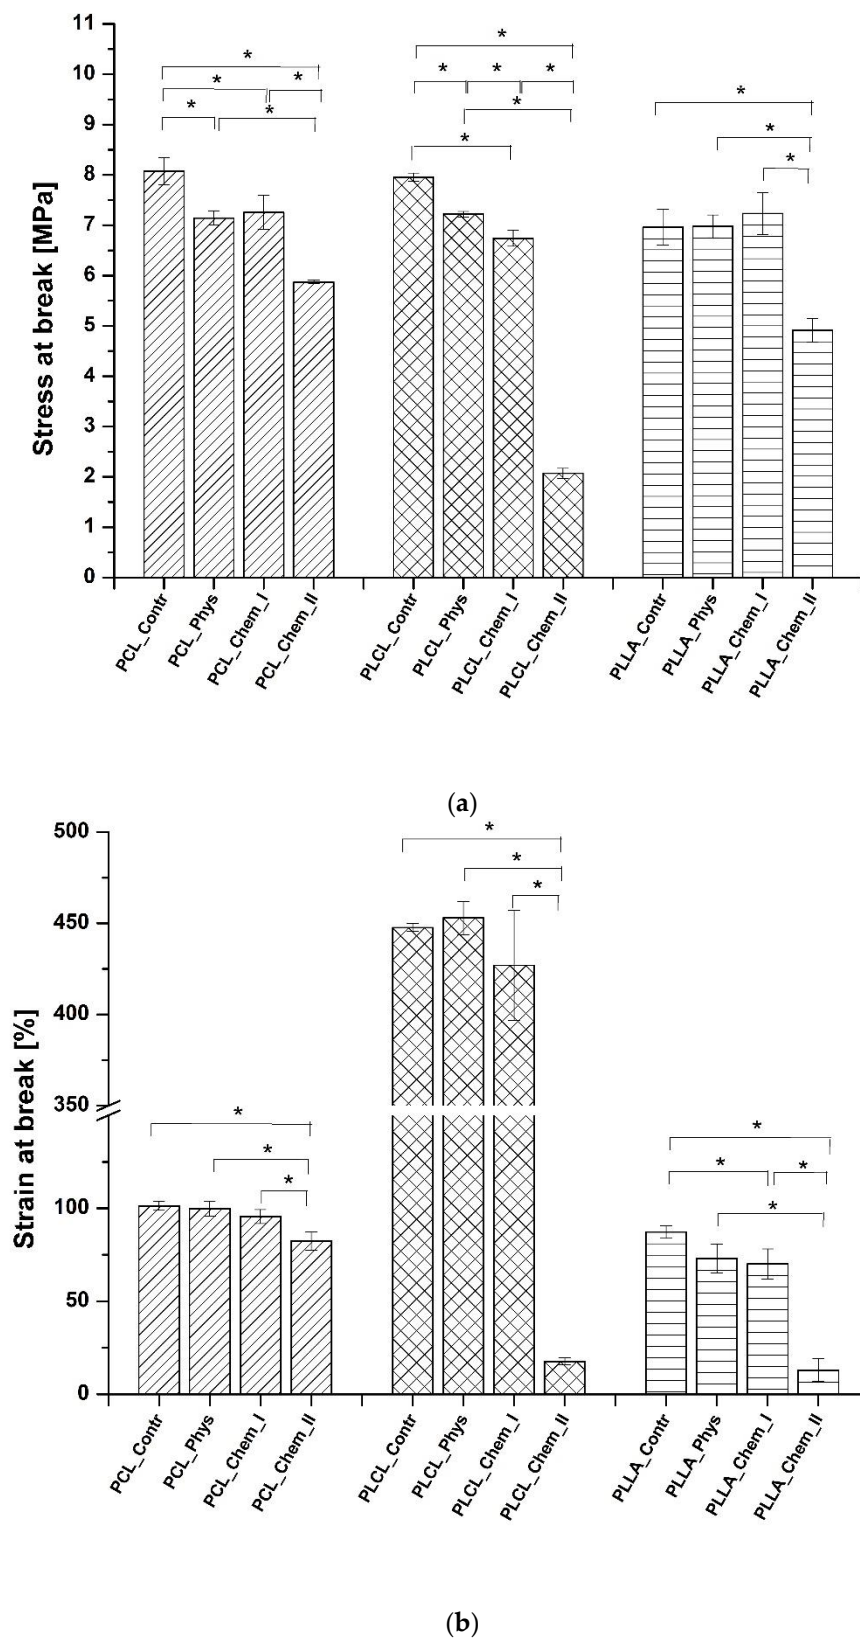 Stress at break [MPa]
11
10
9
8
7
6
5
4
3
2
1
0
* * * * * *
* * * * * *
* * *
PCL_Contr
PCL_Phys
PCL_Chem_I
PCL_Chem_II
PLCL_Contr
PLCL_Phys
PLCL_Chem_I
PLCL_Chem_II
PLLA_Contr
PLLA_Phys
PLLA_Chem_I
PLLA_Chem_II
(a)
Strain at break [%]
500
450
400
350
100
50
0
* * *
* * *
* * * *
PCL_Contr
PCL_Phys
PCL_Chem_I
PCL_Chem_II
PLCL_Contr
PLCL_Phys
PLCL_Chem_I
PLCL_Chem_II
PLLA_Contr
PLLA_Phys
PLLA_Chem_I
PLLA_Chem_II
(b)